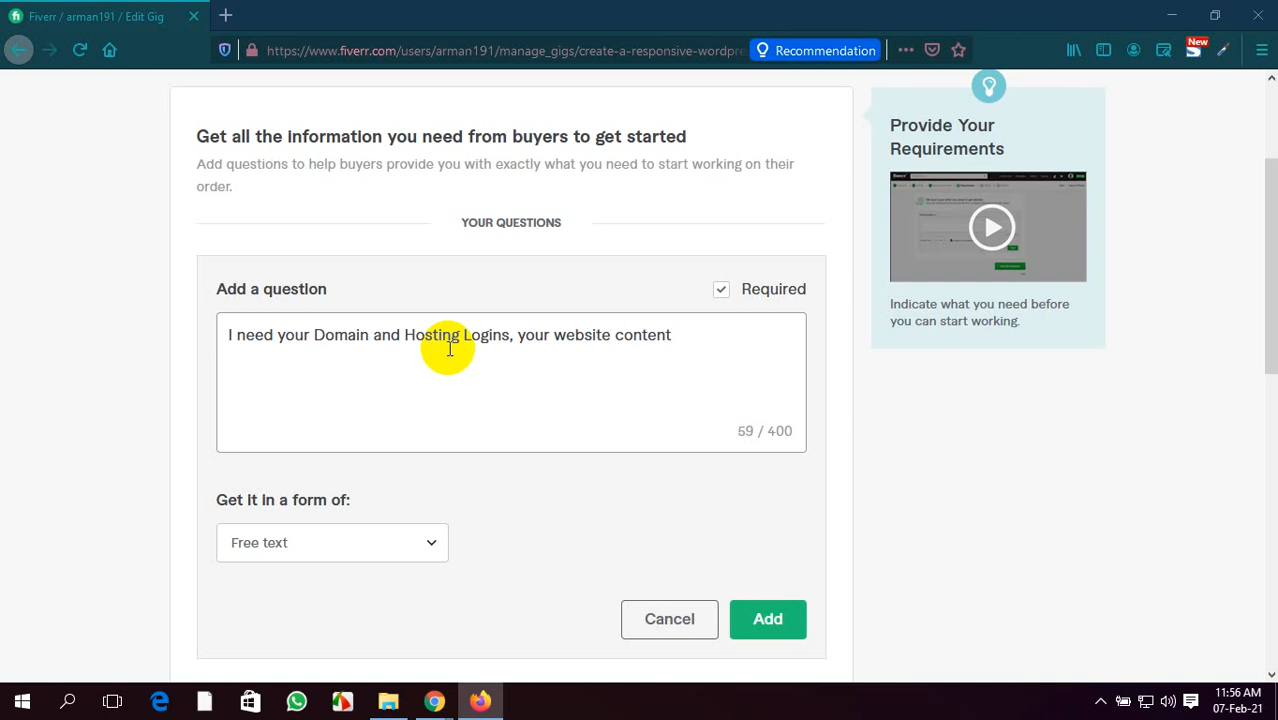 Fiverr / arman191 / Edit Gig
https://www.fiverr.com/users/arman191/manage_gigs/create-a-responsive-wordpre
Recommendation
New
Get all the information you need from buyers to get started
Add questions to help buyers provide you with exactly what you need to start working on their
order.
YOUR QUESTIONS
Add a question
Required
I need your Domain and Hosting Logins, your website content
59 / 400
Get it in a form of:
Free text
Cancel
Add
Provide Your
Requirements
Indicate what you need before
you can start working.
11:56 AM
07-Feb-21